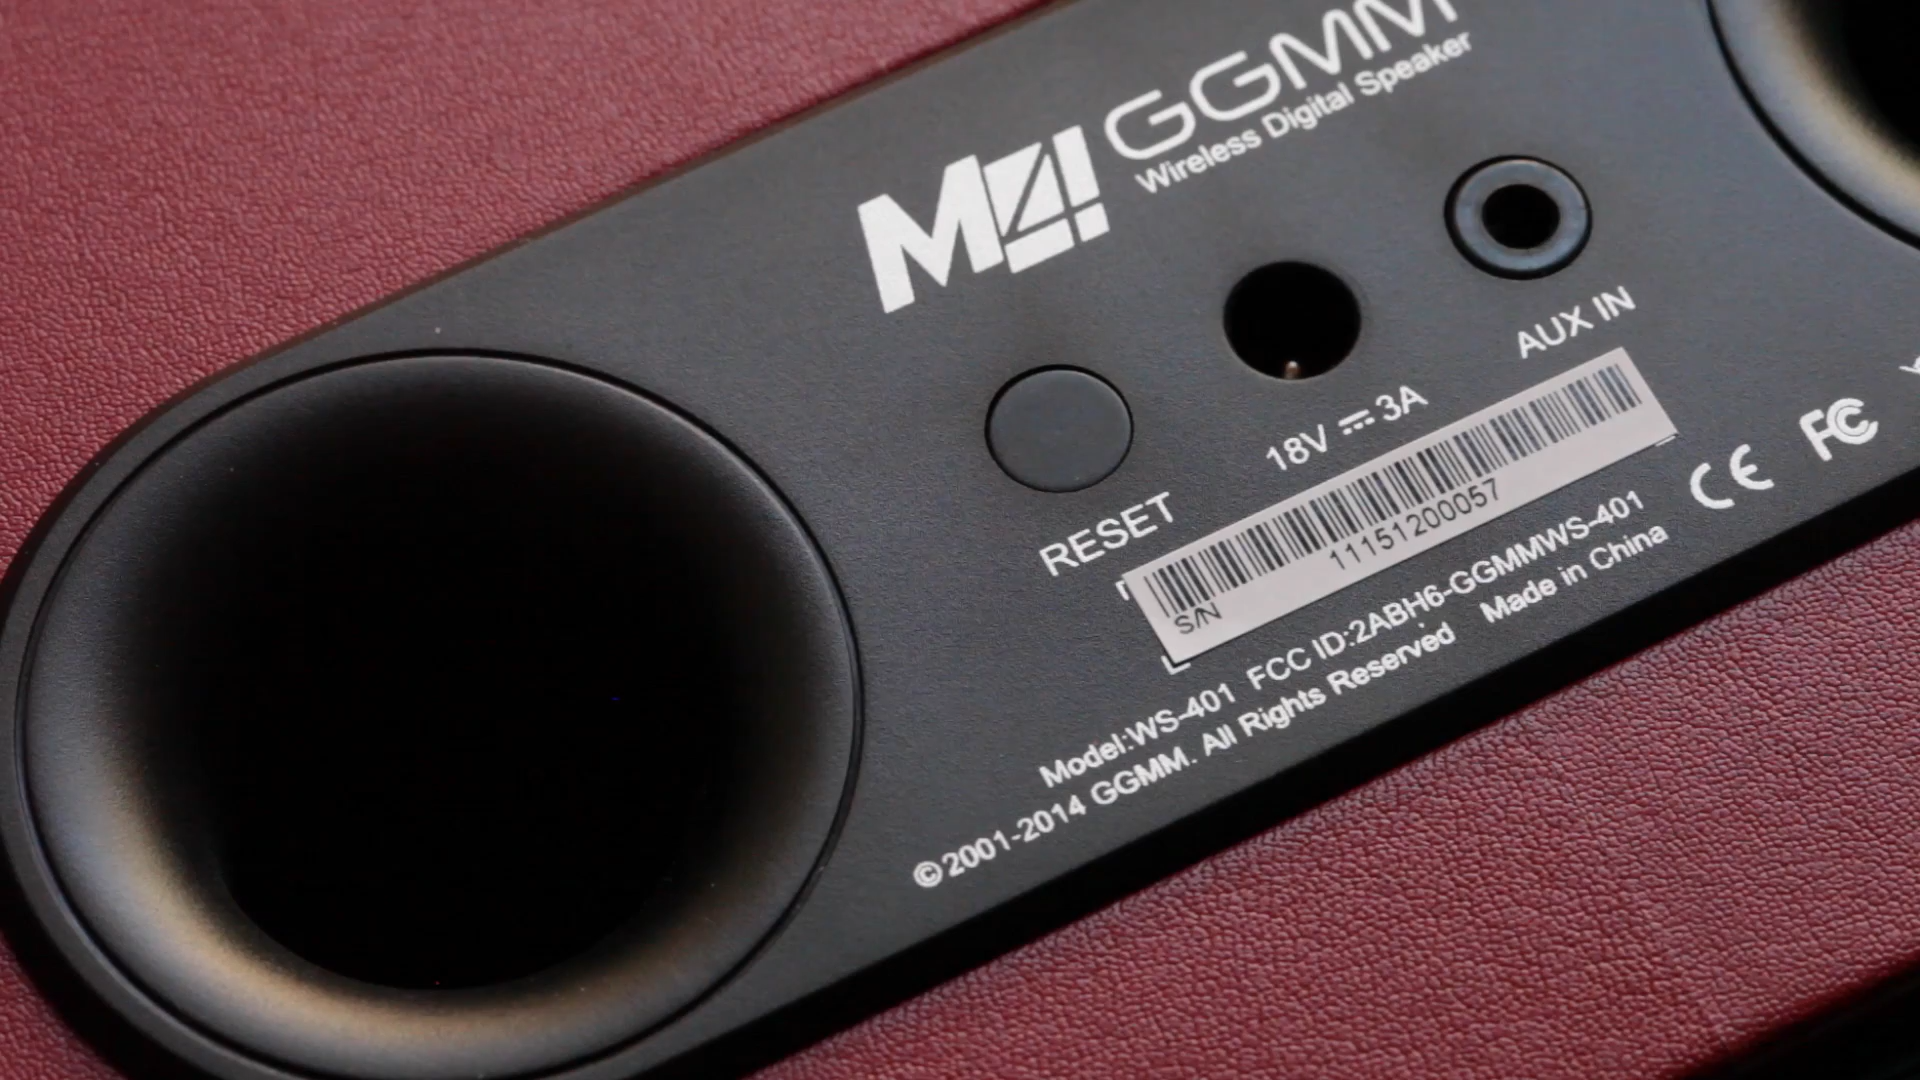 M4 GGMM
Wireless Digital Speaker
RESET
18V ⎓ 3A
AUX IN
S/N 11151200057
Model:WS-401 FCC ID:2ABH6-GGMMWS-401
©2001-2014 GGMM. All Rights Reserved Made in China
CE FC